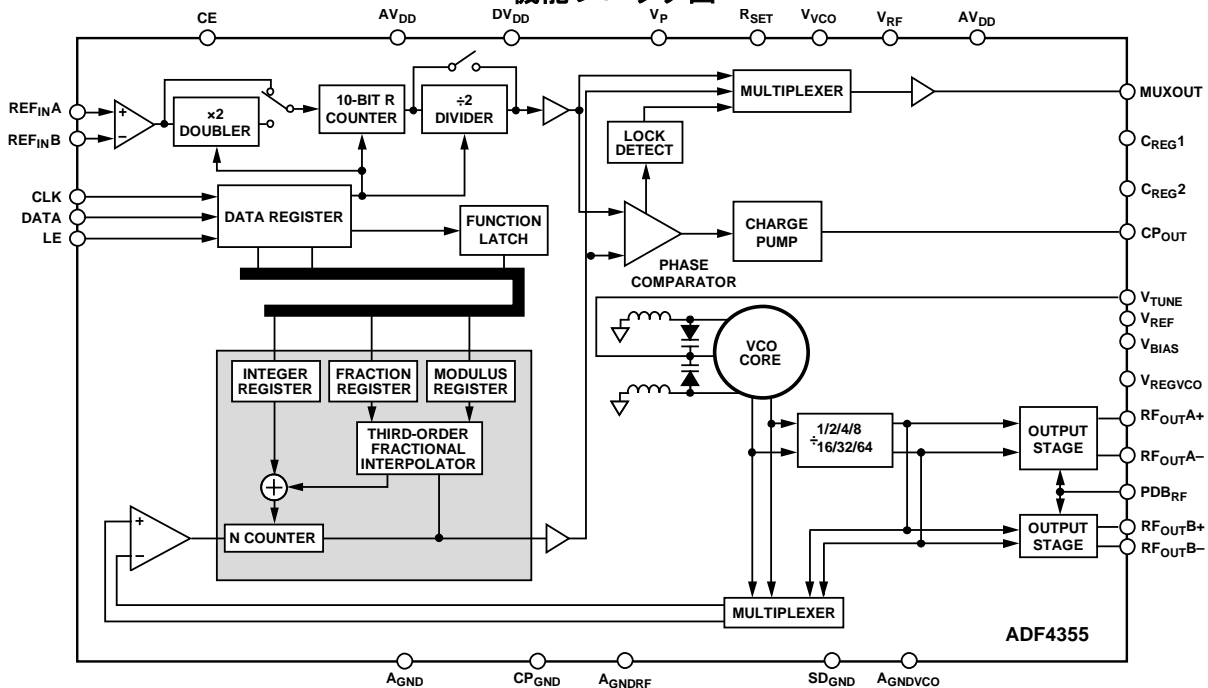 CE
AVDD
DVDD
VP
RSET
VVCO
VRF
AVDD
REFINA
REFINB
+
−
×2
DOUBLER
10-BIT R
COUNTER
÷2
DIVIDER
MULTIPLEXER
MUXOUT
LOCK
DETECT
CREG1
CREG2
CLK
DATA
LE
DATA REGISTER
FUNCTION
LATCH
CHARGE
PUMP
CPOUT
PHASE
COMPARATOR
VTUNE
VREF
VBIAS
VREGVCO
VCO
CORE
INTEGER
REGISTER
FRACTION
REGISTER
MODULUS
REGISTER
THIRD-ORDER
FRACTIONAL
INTERPOLATOR
+
N COUNTER
+
−
÷1/2/4/8
16/32/64
OUTPUT
STAGE
RFOUTA+
RFOUTA−
PDBRF
OUTPUT
STAGE
RFOUTB+
RFOUTB−
MULTIPLEXER
ADF4355
AGND
CPGND
AGNDRF
SDGND
AGNDVCO